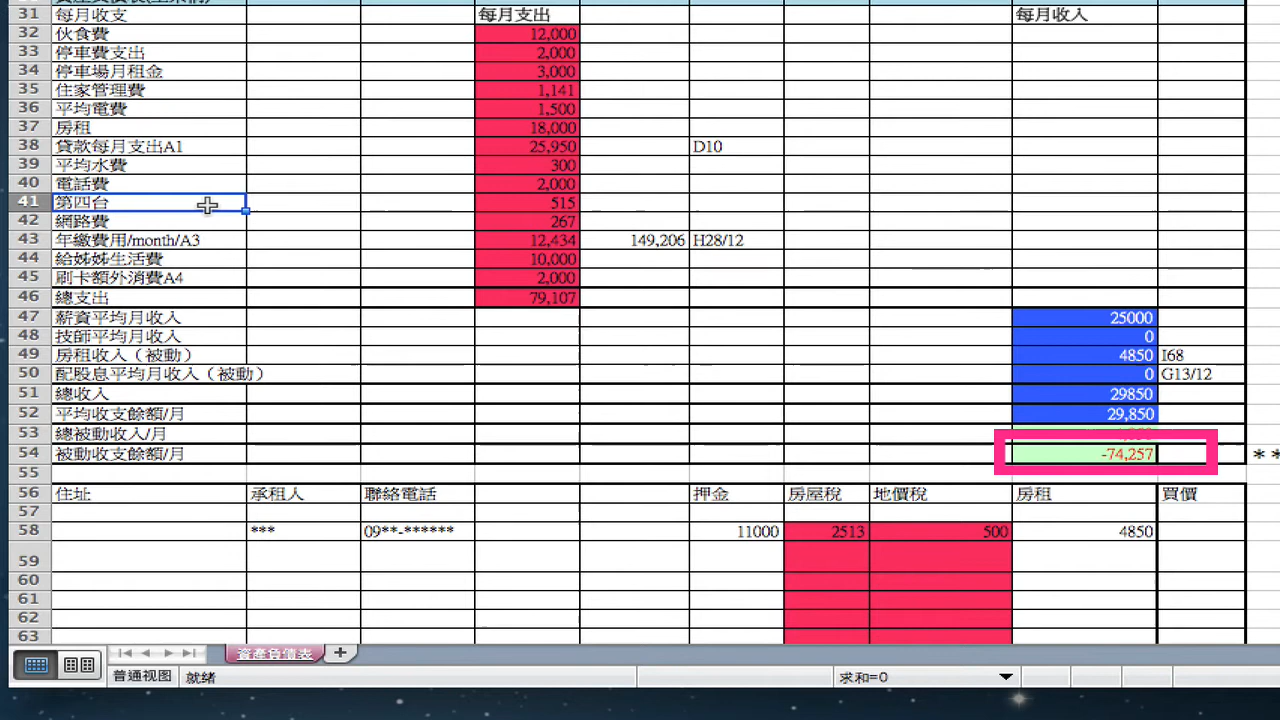 31 每月收支 每月支出 每月收入
32 伙食費 12,000
33 停車費支出 2,000
34 停車場月租金 3,000
35 住家管理費 1,141
36 平均電費 1,500
37 房租 18,000
38 貸款每月支出A1 25,950 D10
39 平均水費 300
40 電話費 2,000
41 第四台 515
42 網路費 267
43 年繳費用/month/A3 12,434 149,206 H28/12
44 給姊姊生活費 10,000
45 刷卡額外消費A4 2,000
46 總支出 79,107
47 薪資平均月收入 25000
48 技師平均月收入 0
49 房租收入（被動） 4850 I68
50 配股息平均月收入（被動） 0 G13/12
51 總收入 29850
52 平均收支餘額/月 29,850
53 總被動收入/月
54 被動收支餘額/月 -74,257 **
55
56 住址 承租人 聯絡電話 押金 房屋稅 地價稅 房租 買價
57
58 *** 09**-****** 11000 2513 500 4850
59
60
61
62
63
資產負債表 +
普通视图 就绪 求和=0